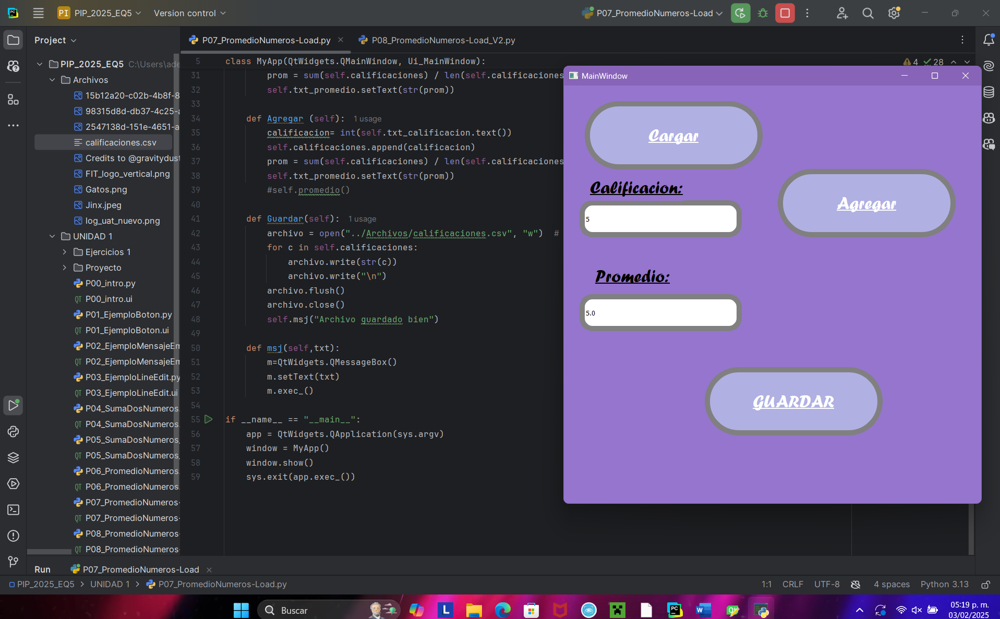 PI PIP_2025_EQ5 Version control P07_PromedioNumeros-Load
Project
P07_PromedioNumeros-Load.py P08_PromedioNumeros-Load_V2.py
PIP_2025_EQ5 C:\Users\ade
Archivos
15b12a20-c02b-4b8f-8
98315d8d-db37-4c25-a
2547138d-151e-4651-a
calificaciones.csv
Credits to @gravitydust
FIT_logo_vertical.png
Gatos.png
Jinx.jpeg
log_uat_nuevo.png
UNIDAD 1
Ejercicios 1
Proyecto
P00_intro.py
P00_intro.ui
P01_EjemploBoton.py
P01_EjemploBoton.ui
P02_EjemploMensajeEm
P02_EjemploMensajeEm
P03_EjemploLineEdit.py
P03_EjemploLineEdit.ui
P04_SumaDosNumeros.
P04_SumaDosNumeros.
P05_SumaDosNumeros_
P05_SumaDosNumeros_
P06_PromedioNumeros.
P06_PromedioNumeros.
P07_PromedioNumeros-
P07_PromedioNumeros-
P08_PromedioNumeros-
P08_PromedioNumeros-
5 class MyApp(QtWidgets.QMainWindow, Ui_MainWindow):
4 28
31 prom = sum(self.calificaciones) / len(self.calificaciones
32 self.txt_promedio.setText(str(prom))
33
34 def Agregar (self): 1 usage
35 calificacion= int(self.txt_calificacion.text())
36 self.calificaciones.append(calificacion)
37 prom = sum(self.calificaciones) / len(self.calificaciones
38 self.txt_promedio.setText(str(prom))
39 #self.promedio()
40
41 def Guardar(self): 1 usage
42 archivo = open("../Archivos/calificaciones.csv", "w") #
43 for c in self.calificaciones:
44 archivo.write(str(c))
45 archivo.write("\n")
46 archivo.flush()
47 archivo.close()
48 self.msj("Archivo guardado bien")
49
50 def msj(self,txt):
51 m=QtWidgets.QMessageBox()
52 m.setText(txt)
53 m.exec_()
54
55 if __name__ == "__main__":
56 app = QtWidgets.QApplication(sys.argv)
57 window = MyApp()
58 window.show()
59 sys.exit(app.exec_())
MainWindow
Cargar
Calificacion:
5
Agregar
Promedio:
5.0
GUARDAR
Run P07_PromedioNumeros-Load
PIP_2025_EQ5 UNIDAD 1 P07_PromedioNumeros-Load.py
1:1 CRLF UTF-8 4 spaces Python 3.13
Buscar
05:19 p. m.
03/02/2025